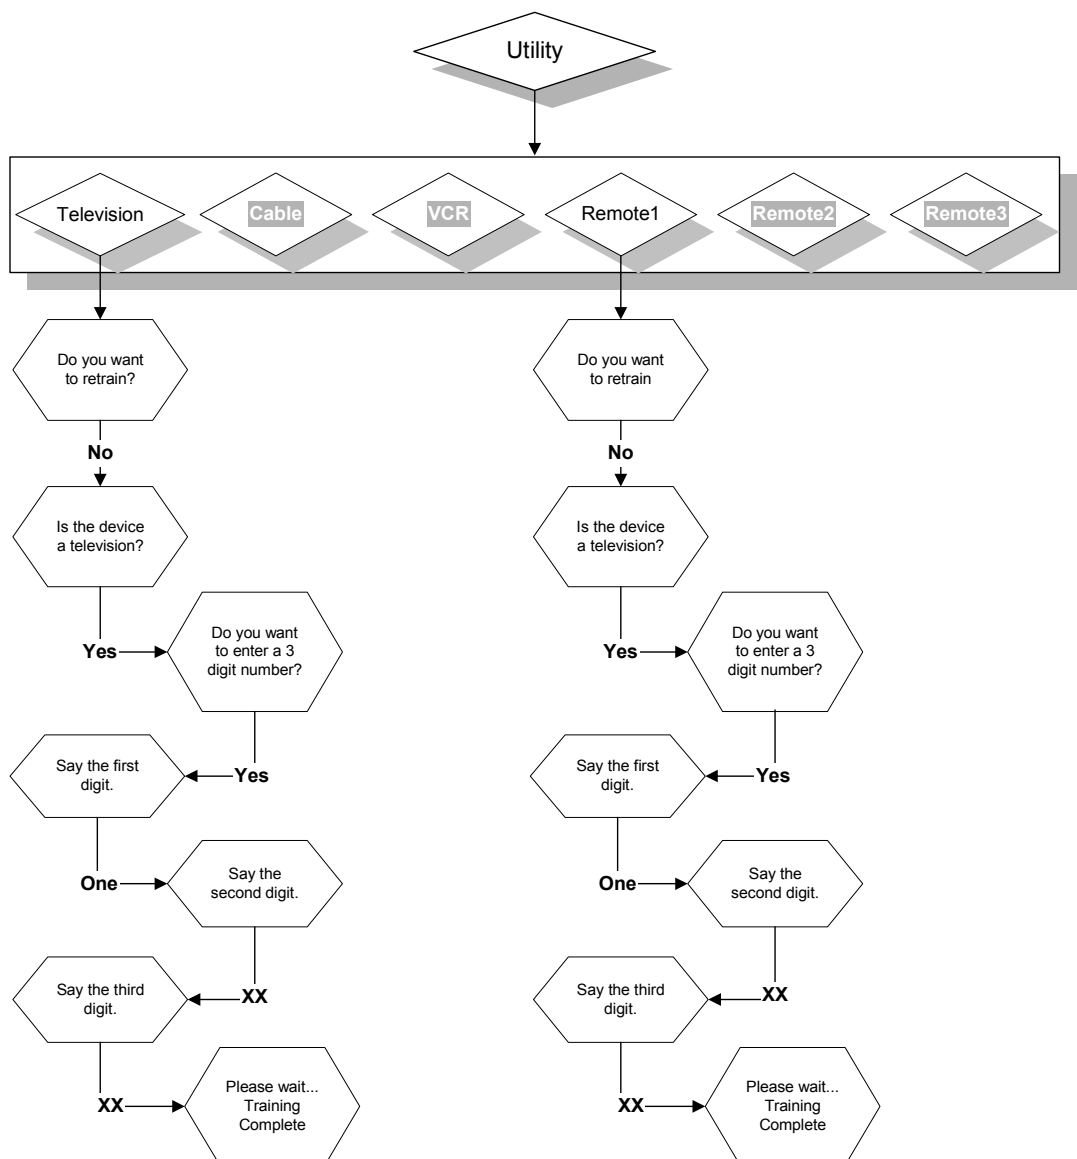 Utility
Television
Cable
VCR
Remote1
Remote2
Remote3
Do you want
to retrain?
No
Is the device
a television?
Yes
Do you want
to enter a 3
digit number?
Yes
Say the first
digit.
One
Say the
second digit.
XX
Say the third
digit.
XX
Please wait...
Training
Complete
Do you want
to retrain
No
Is the device
a television?
Yes
Do you want
to enter a 3
digit number?
Yes
Say the first
digit.
One
Say the
second digit.
XX
Say the third
digit.
XX
Please wait...
Training
Complete